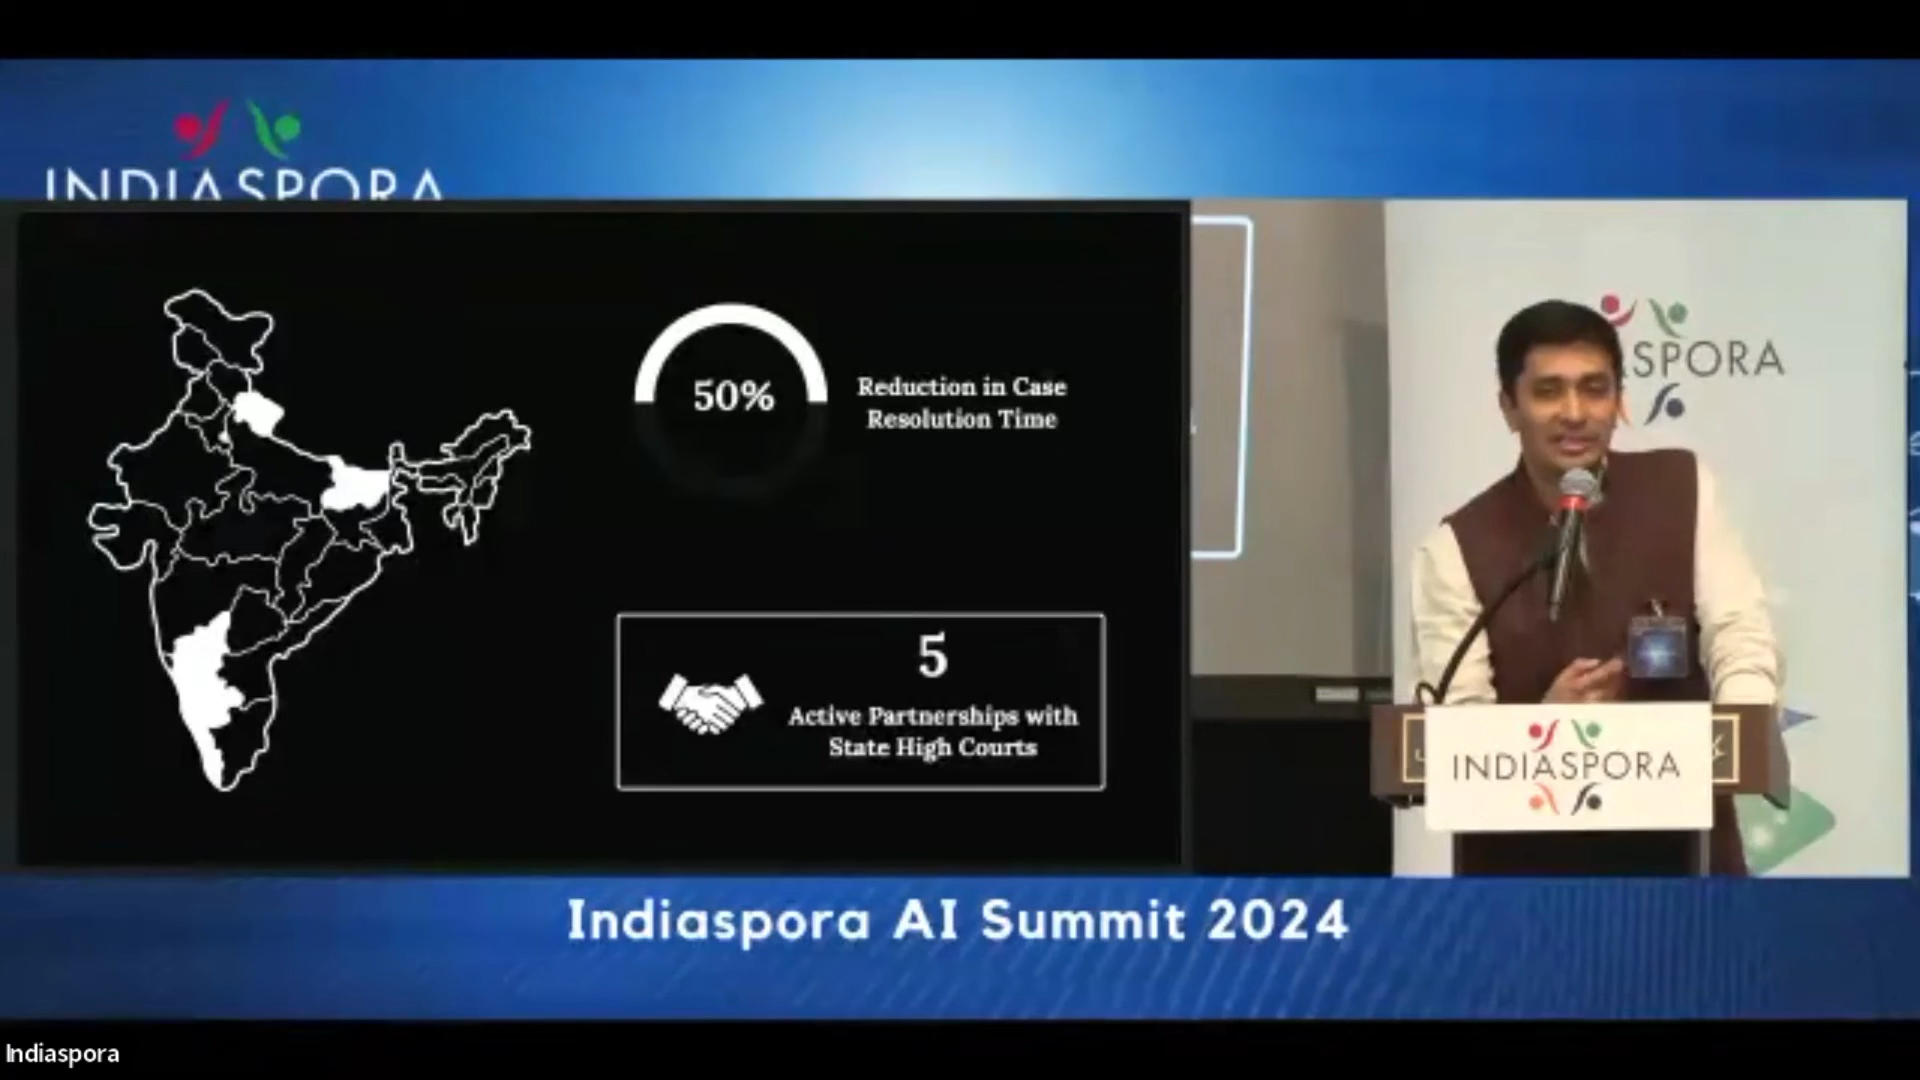 INDIASPORA
50%
Reduction in Case
Resolution Time
5
Active Partnerships with
State High Courts
SPORA
INDIASPORA
Indiaspora AI Summit 2024
Indiaspora